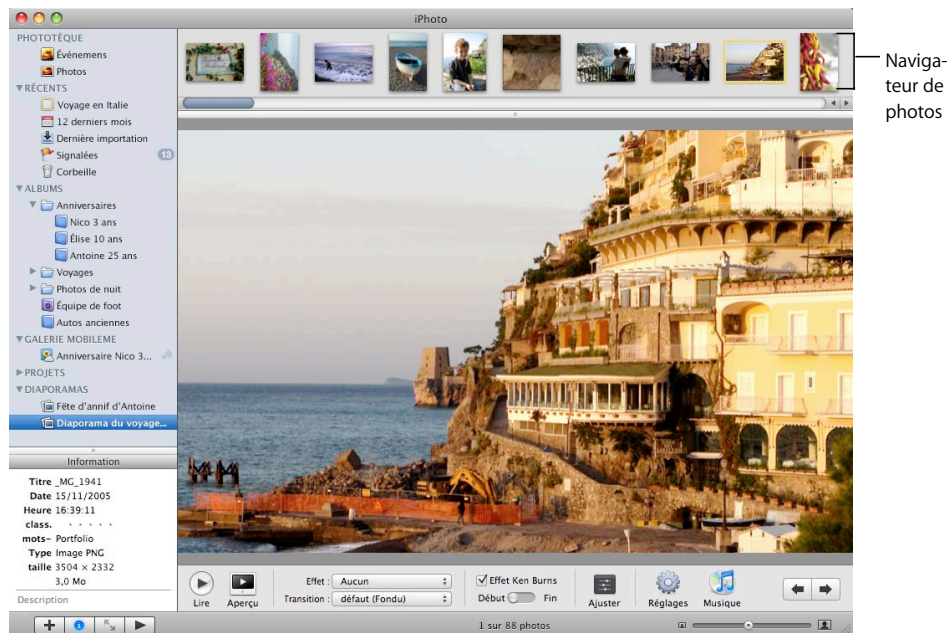 iPhoto
PHOTOTÈQUE
Événemens
Photos
RÉCENTS
Voyage en Italie
12 derniers mois
Dernière importation
Signalées 13
Corbeille
ALBUMS
Anniversaires
Nico 3 ans
Élise 10 ans
Antoine 25 ans
Voyages
Photos de nuit
Équipe de foot
Autos anciennes
GALERIE MOBILEME
Anniversaire Nico 3...
PROJETS
DIAPORAMAS
Fête d'annif d'Antoine
Diaporama du voyage...
Information
Titre _MG_1941
Date 15/11/2005
Heure 16:39:11
class. · · · · ·
mots- Portfolio
Type Image PNG
taille 3504 × 2332
3,0 Mo
Description
Naviga-
teur de
photos
Lire
Aperçu
Effet : Aucun
Transition : défaut (Fondu)
Effet Ken Burns
Début Fin
Ajuster
Réglages
Musique
1 sur 88 photos